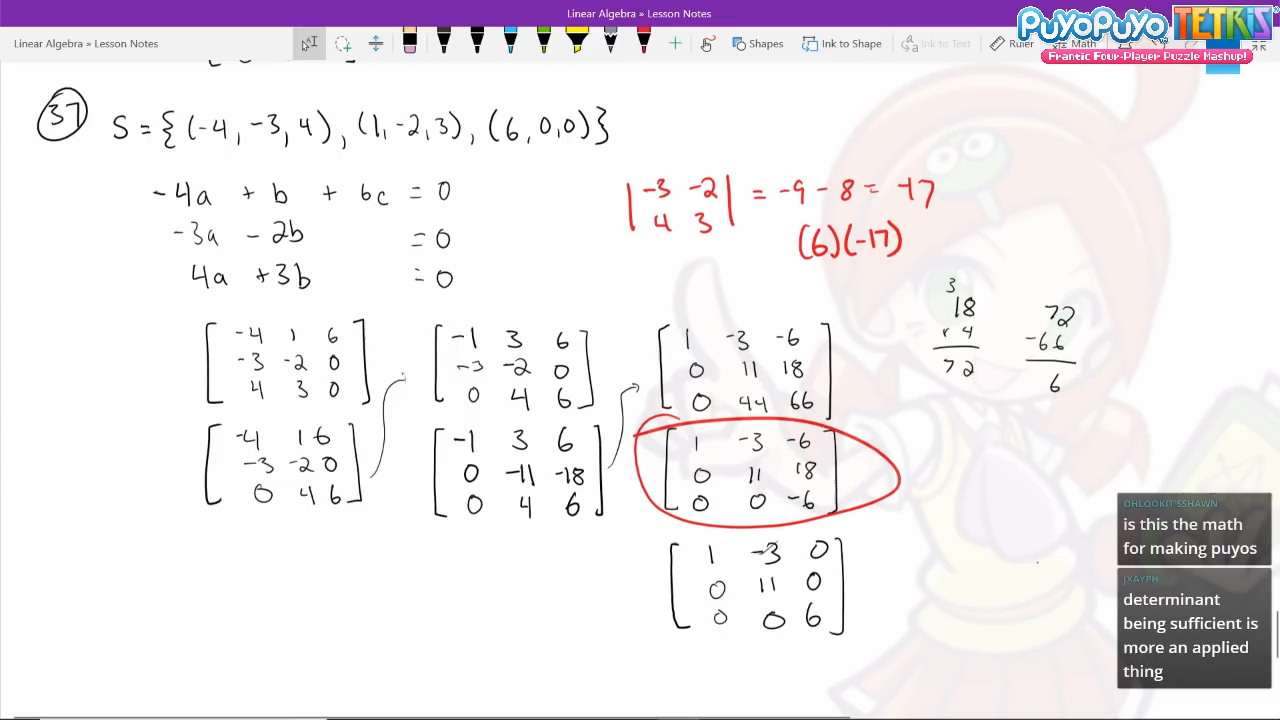 Linear Algebra » Lesson Notes
PUYOPUYO TETRIS
Frantic Four-Player Puzzle Mashup!
Linear Algebra » Lesson Notes
Shapes
Ink to Shape
Ink to Text
Ruler
Math
37
S = { (-4, -3, 4), (1, -2, 3), (6, 0, 0) }
-4a + b + 6c = 0
-3a - 2b = 0
4a + 3b = 0
| -3 -2 | = -9 - 8 = -17
4 3
(6)(-17)
-4 1 6
-3 -2 0
4 3 0
-4 1 6
-3 -2 0
0 4 6
-1 3 6
-3 -2 0
0 4 6
-1 3 6
0 -11 -18
0 4 6
1 -3 -6
0 11 18
0 44 66
1 -3 -6
0 11 18
0 0 -6
1 -3 0
0 11 0
0 0 6
3
18
x 4
72
72
-66
6
OHLOOKIT'SSHAWN
is this the math
for making puyos
JXAYPH
determinant
being sufficient is
more an applied
thing